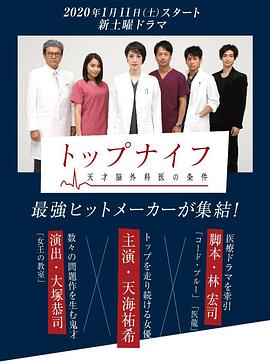 2020年1月11日(土)スタート
新土曜ドラマ
トップナイフ
天才脳外科医の条件
最強ヒットメーカーが集結!
医療ドラマを牽引
「コード・ブルー」「医龍」
脚本・林 宏司
トップを走り続ける女優
主演・天海祐希
数々の問題作を生む鬼才
「女王の教室」
演出・大塚恭司